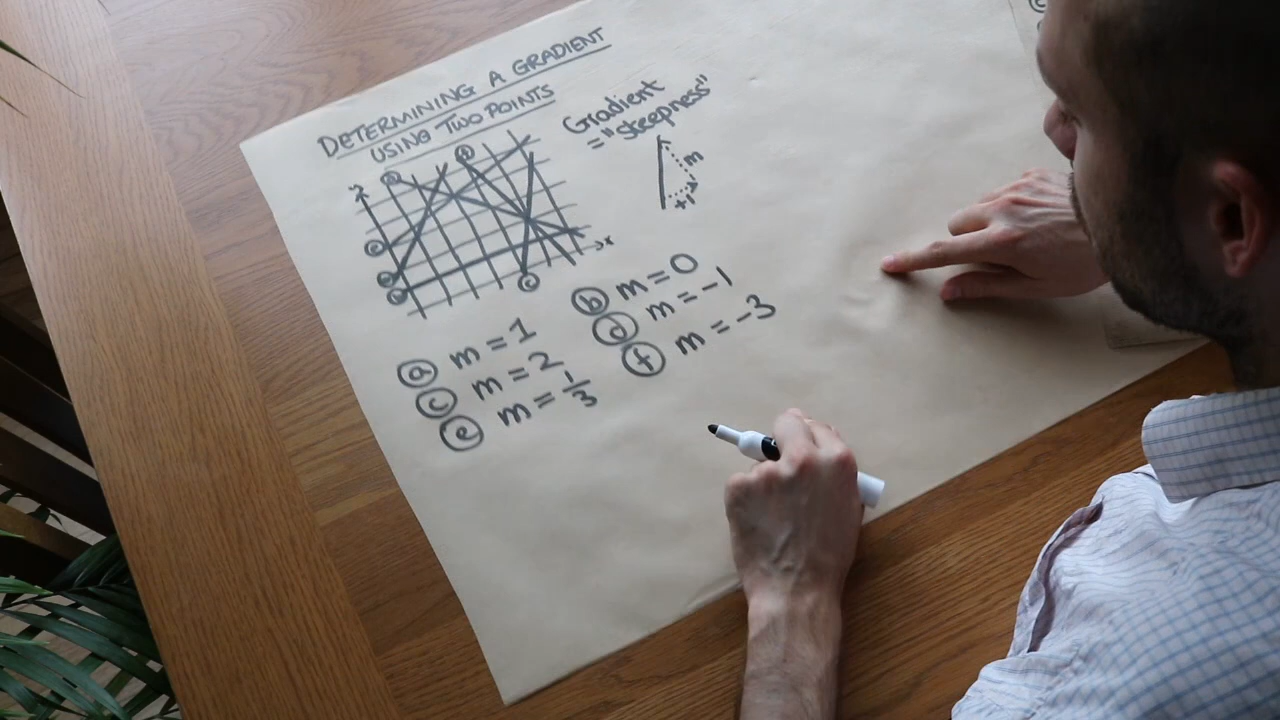 DETERMINING A GRADIENT
USING TWO POINTS
Gradient
= "steepness"
m
+1
y
x
a m = 1
b m = 0
c m = 2
d m = -1
e m = 1/3
f m = -3